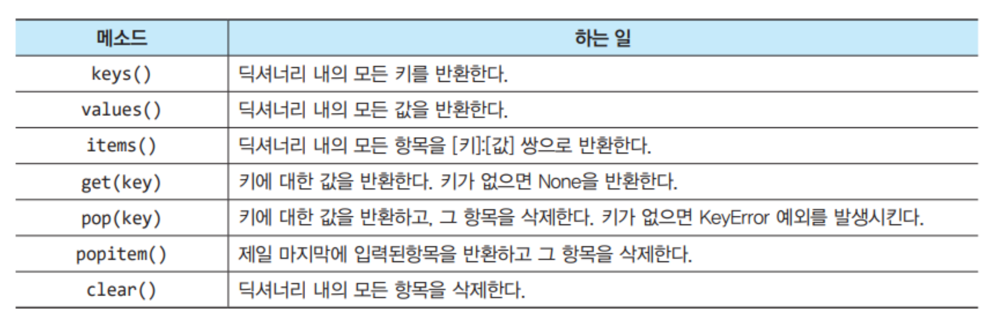 메소드 하는 일
keys() 딕셔너리 내의 모든 키를 반환한다.
values() 딕셔너리 내의 모든 값을 반환한다.
items() 딕셔너리 내의 모든 항목을 [키]:[값] 쌍으로 반환한다.
get(key) 키에 대한 값을 반환한다. 키가 없으면 None을 반환한다.
pop(key) 키에 대한 값을 반환하고, 그 항목을 삭제한다. 키가 없으면 KeyError 예외를 발생시킨다.
popitem() 제일 마지막에 입력된항목을 반환하고 그 항목을 삭제한다.
clear() 딕셔너리 내의 모든 항목을 삭제한다.